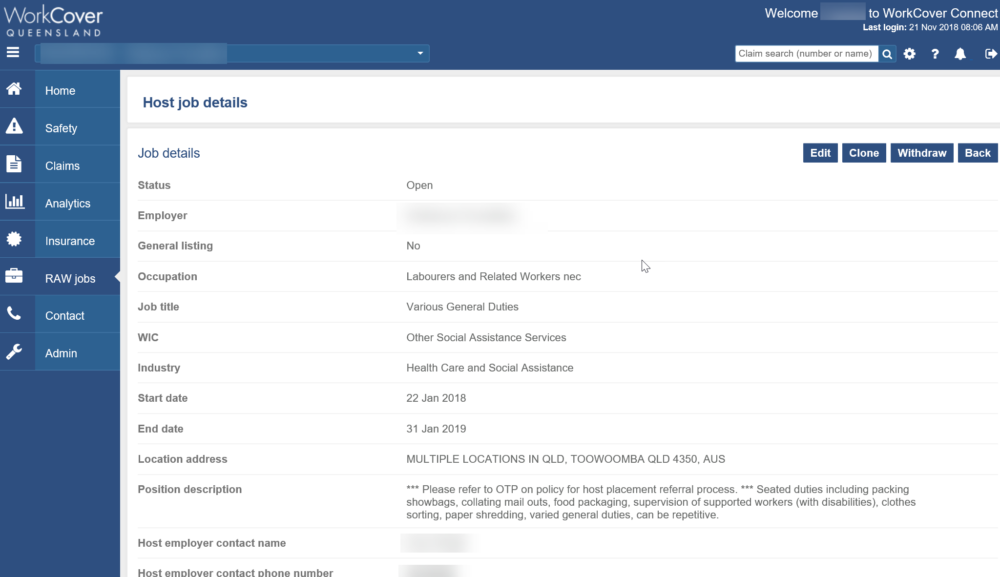 WorkCover
QUEENSLAND
Welcome to WorkCover Connect
Last login: 21 Nov 2018 08:06 AM
Claim search (number or name)
?
Home
Safety
Claims
Analytics
Insurance
RAW jobs
Contact
Admin
Host job details
Job details
Edit Clone Withdraw Back
Status Open
Employer
General listing No
Occupation Labourers and Related Workers nec
Job title Various General Duties
WIC Other Social Assistance Services
Industry Health Care and Social Assistance
Start date 22 Jan 2018
End date 31 Jan 2019
Location address MULTIPLE LOCATIONS IN QLD, TOOWOOMBA QLD 4350, AUS
Position description *** Please refer to OTP on policy for host placement referral process. *** Seated duties including packing
showbags, collating mail outs, food packaging, supervision of supported workers (with disabilities), clothes
sorting, paper shredding, varied general duties, can be repetitive.
Host employer contact name
Host employer contact phone number